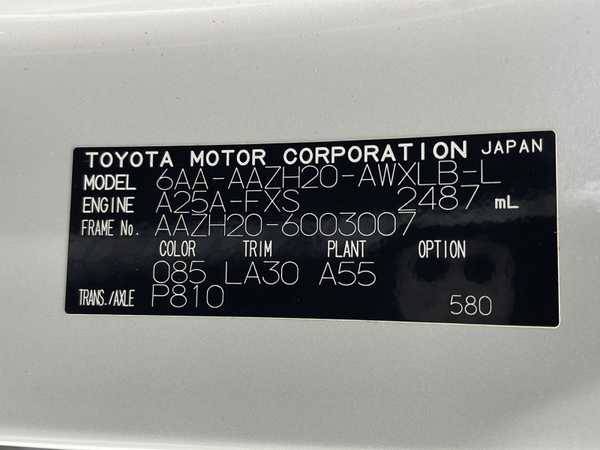 TOYOTA MOTOR CORPORATION JAPAN
MODEL 6AA-AAZH20-AWXLB-L
ENGINE A25A-FXS 2487 mL
FRAME No. AAZH20-6003007
COLOR TRIM PLANT OPTION
085 LA30 A55
TRANS./AXLE P810
580